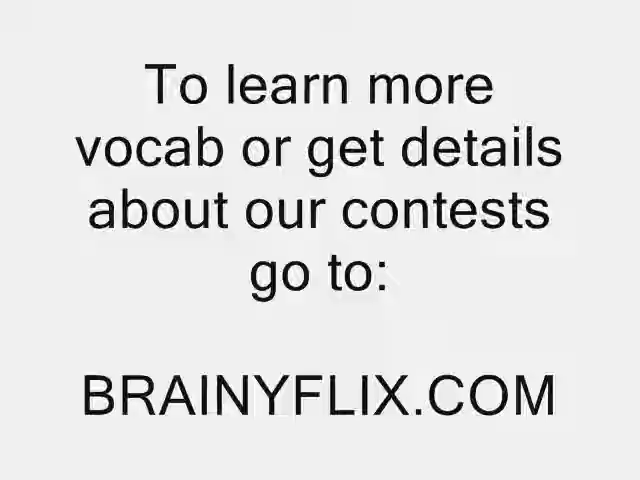 To learn more
vocab or get details
about our contests
go to:
BRAINYFLIX.COM